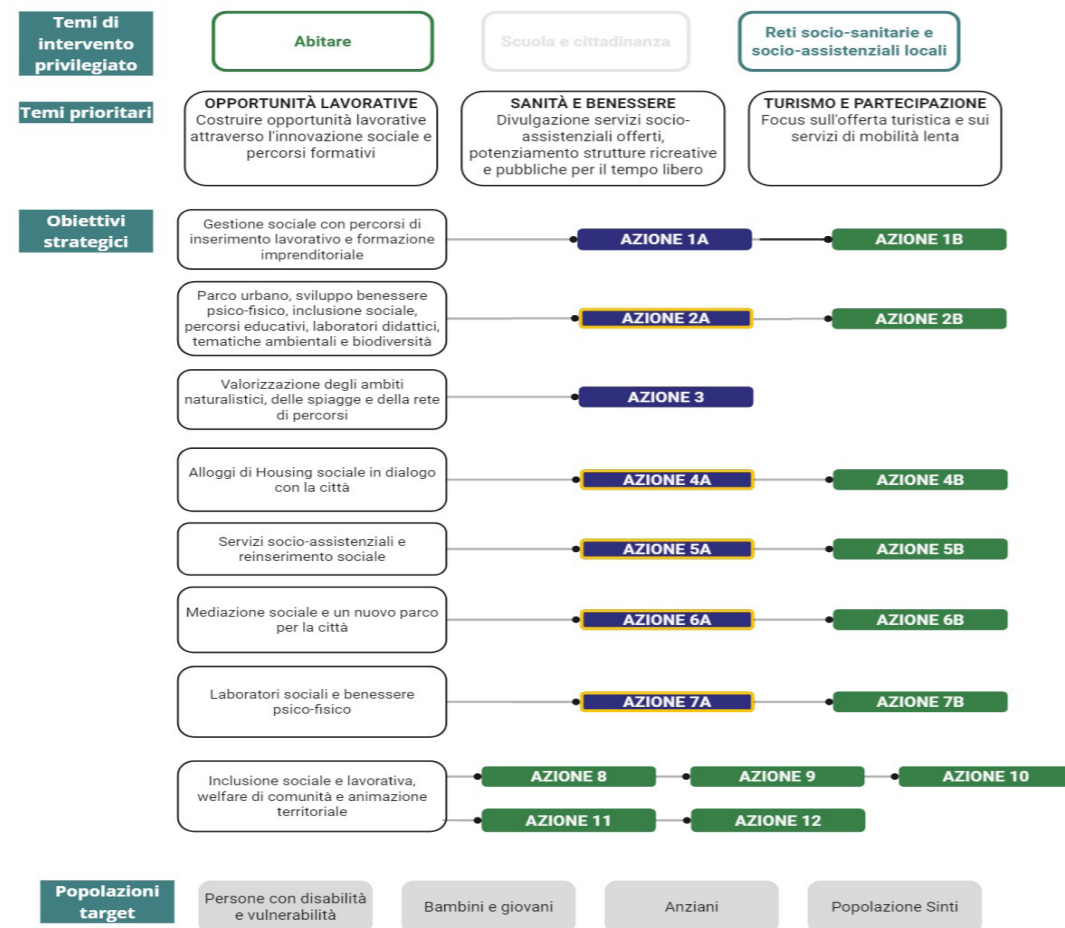 Temi di
intervento
privilegiato
Abitare
Scuola e cittadinanza
Reti socio-sanitarie e
socio-assistenziali locali
Temi prioritari
OPPORTUNITÀ LAVORATIVE
Costruire opportunità lavorative
attraverso l'innovazione sociale e
percorsi formativi
SANITÀ E BENESSERE
Divulgazione servizi socio-
assistenziali offerti,
potenziamento strutture ricreative
e pubbliche per il tempo libero
TURISMO E PARTECIPAZIONE
Focus sull'offerta turistica e sui
servizi di mobilità lenta
Obiettivi
strategici
Gestione sociale con percorsi di
inserimento lavorativo e formazione
imprenditoriale
AZIONE 1A
AZIONE 1B
Parco urbano, sviluppo benessere
psico-fisico, inclusione sociale,
percorsi educativi, laboratori didattici,
tematiche ambientali e biodiversità
AZIONE 2A
AZIONE 2B
Valorizzazione degli ambiti
naturalistici, delle spiagge e della rete
di percorsi
AZIONE 3
Alloggi di Housing sociale in dialogo
con la città
AZIONE 4A
AZIONE 4B
Servizi socio-assistenziali e
reinserimento sociale
AZIONE 5A
AZIONE 5B
Mediazione sociale e un nuovo parco
per la città
AZIONE 6A
AZIONE 6B
Laboratori sociali e benessere
psico-fisico
AZIONE 7A
AZIONE 7B
Inclusione sociale e lavorativa,
welfare di comunità e animazione
territoriale
AZIONE 8
AZIONE 9
AZIONE 10
AZIONE 11
AZIONE 12
Popolazioni
target
Persone con disabilità
e vulnerabilità
Bambini e giovani
Anziani
Popolazione Sinti